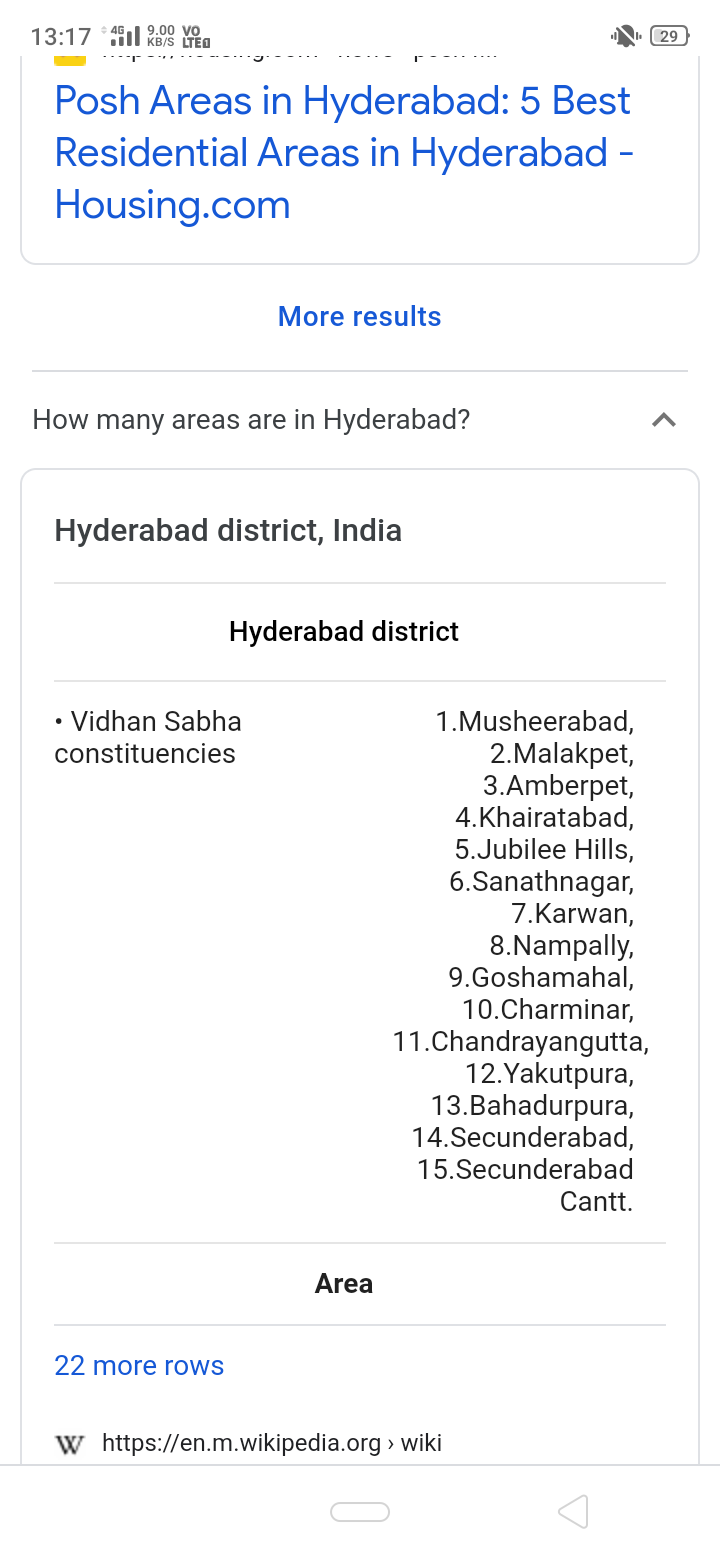 13:17 4G 9.00 KB/S VO LTE 29
Posh Areas in Hyderabad: 5 Best
Residential Areas in Hyderabad -
Housing.com
More results
How many areas are in Hyderabad?
Hyderabad district, India
Hyderabad district
• Vidhan Sabha
constituencies
1.Musheerabad,
2.Malakpet,
3.Amberpet,
4.Khairatabad,
5.Jubilee Hills,
6.Sanathnagar,
7.Karwan,
8.Nampally,
9.Goshamahal,
10.Charminar,
11.Chandrayangutta,
12.Yakutpura,
13.Bahadurpura,
14.Secunderabad,
15.Secunderabad
Cantt.
Area
22 more rows
W https://en.m.wikipedia.org › wiki